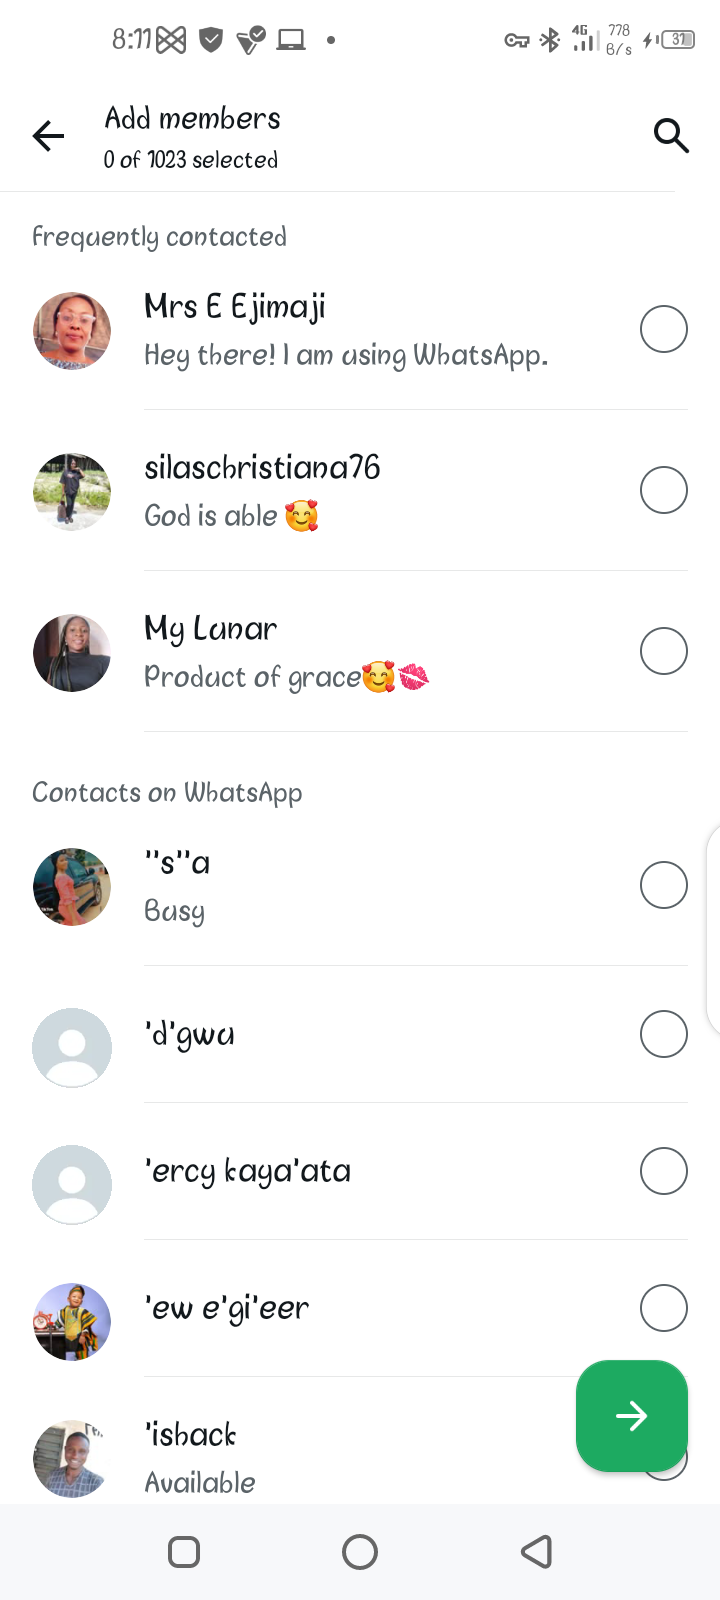 8:11
4G
778
B/s
37
Add members
0 of 1023 selected
Frequently contacted
Mrs E Ejimaji
Hey there! I am using WhatsApp.
silaschristiana76
God is able 🥰
My Lunar
Product of grace🥰💋
Contacts on WhatsApp
''s''a
Busy
'd'gwu
'ercy kaya'ata
'ew e'gi'eer
'isback
Available